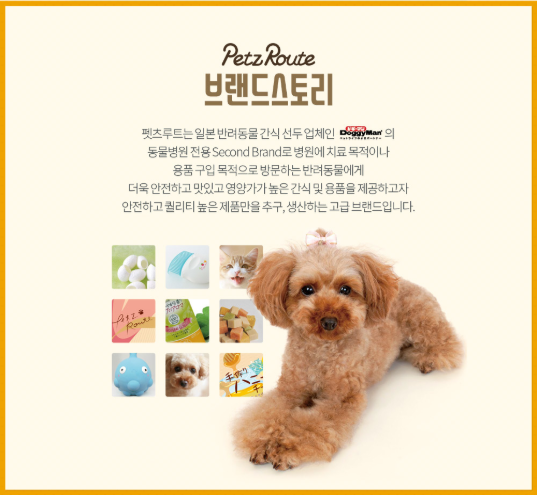 Petz Route
브랜드스토리
펫츠루트는 일본 반려동물 간식 선두 업체인 DoggyMan 의
동물병원 전용 Second Brand로 병원에 치료 목적이나
용품 구입 목적으로 방문하는 반려동물에게
더욱 안전하고 맛있고 영양가가 높은 간식 및 용품을 제공하고자
안전하고 퀄리티 높은 제품만을 추구, 생산하는 고급 브랜드입니다.
Petz
Route